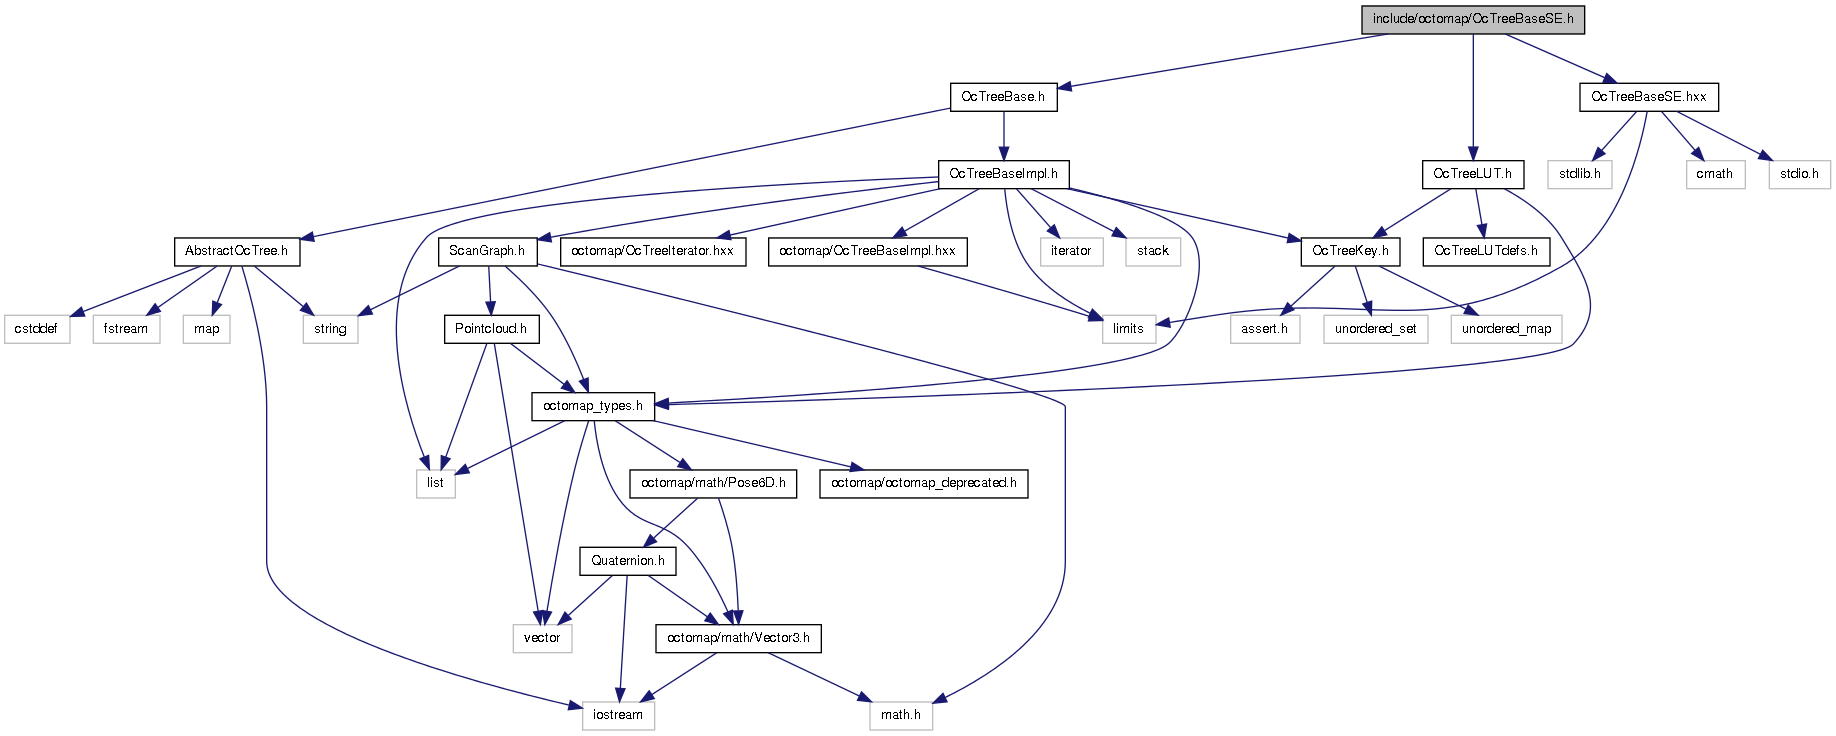 include/octomap/OcTreeBaseSE.h
OcTreeBase.h
OcTreeBaseSE.hxx
OcTreeBaseImpl.h
OcTreeLUT.h
stdlib.h
cmath
stdio.h
AbstractOcTree.h
ScanGraph.h
octomap/OcTreeIterator.hxx
octomap/OcTreeBaseImpl.hxx
iterator
stack
OcTreeKey.h
OcTreeLUTdefs.h
cstddef
fstream
map
string
Pointcloud.h
limits
assert.h
unordered_set
unordered_map
octomap_types.h
list
octomap/math/Pose6D.h
octomap/octomap_deprecated.h
Quaternion.h
vector
octomap/math/Vector3.h
iostream
math.h